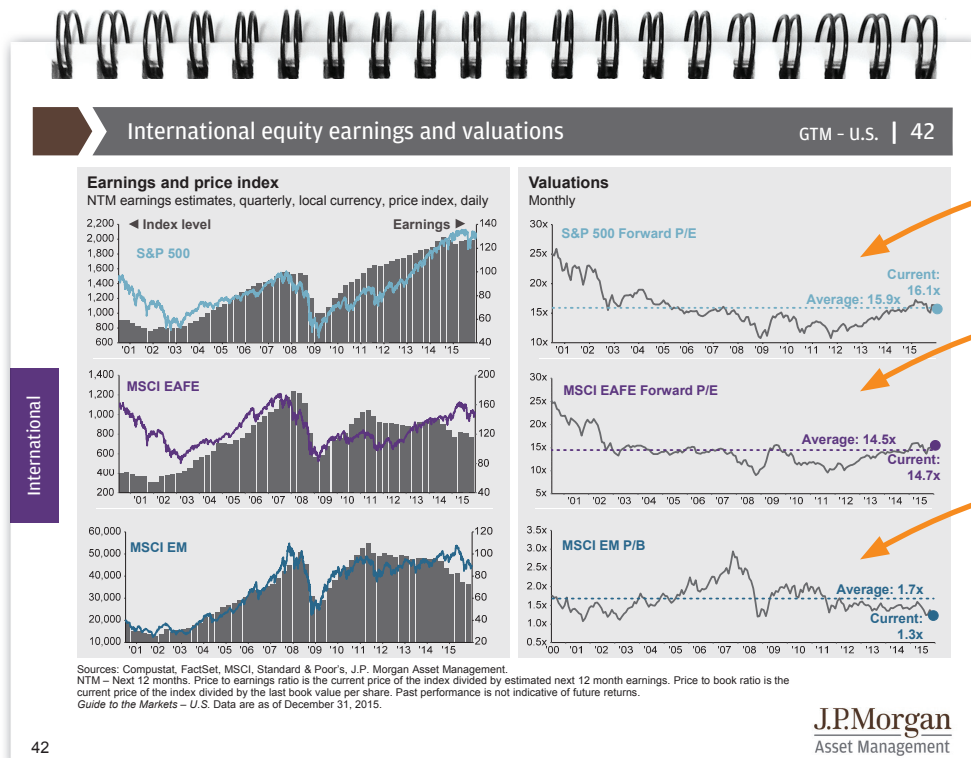 International equity earnings and valuations
GTM – U.S. | 42
International
Earnings and price index
NTM earnings estimates, quarterly, local currency, price index, daily
◄ Index level
Earnings ►
S&P 500
2,200
2,000
1,800
1,600
1,400
1,200
1,000
800
600
140
120
100
80
60
40
'01 '02 '03 '04 '05 '06 '07 '08 '09 '10 '11 '12 '13 '14 '15
MSCI EAFE
1,400
1,200
1,000
800
600
400
200
200
160
120
80
40
'01 '02 '03 '04 '05 '06 '07 '08 '09 '10 '11 '12 '13 '14 '15
MSCI EM
60,000
50,000
40,000
30,000
20,000
10,000
120
100
80
60
40
20
'01 '02 '03 '04 '05 '06 '07 '08 '09 '10 '11 '12 '13 '14 '15
Valuations
Monthly
S&P 500 Forward P/E
30x
25x
20x
15x
10x
Current:
16.1x
Average: 15.9x
'01 '02 '03 '04 '05 '06 '07 '08 '09 '10 '11 '12 '13 '14 '15
MSCI EAFE Forward P/E
30x
25x
20x
15x
10x
5x
Average: 14.5x
Current:
14.7x
'01 '02 '03 '04 '05 '06 '07 '08 '09 '10 '11 '12 '13 '14 '15
MSCI EM P/B
3.5x
3.0x
2.5x
2.0x
1.5x
1.0x
0.5x
Average: 1.7x
Current:
1.3x
'00 '01 '02 '03 '04 '05 '06 '07 '08 '09 '10 '11 '12 '13 '14 '15
Sources: Compustat, FactSet, MSCI, Standard & Poor's, J.P. Morgan Asset Management.
NTM – Next 12 months. Price to earnings ratio is the current price of the index divided by estimated next 12 month earnings. Price to book ratio is the
current price of the index divided by the last book value per share. Past performance is not indicative of future returns.
Guide to the Markets – U.S. Data are as of December 31, 2015.
J.P.Morgan
Asset Management
42